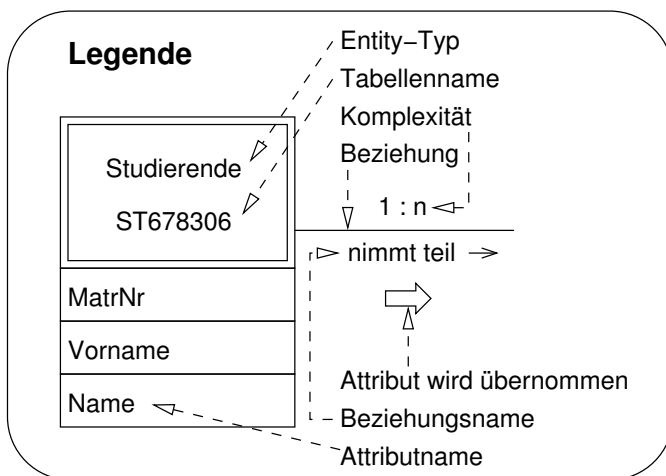 Legende
Entity–Typ
Tabellenname
Komplexität
Beziehung
Studierende
ST678306
1 : n
nimmt teil
MatrNr
Vorname
Name
Attribut wird übernommen
Beziehungsname
Attributname